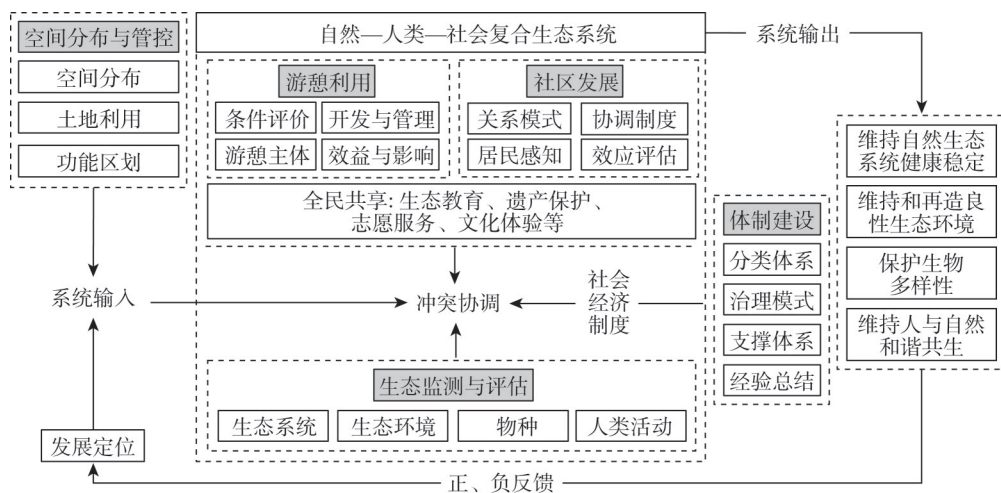 空间分布与管控
空间分布
土地利用
功能区划
系统输入
发展定位
自然—人类—社会复合生态系统
游憩利用
条件评价
开发与管理
游憩主体
效益与影响
社区发展
关系模式
协调制度
居民感知
效应评估
全民共享: 生态教育、遗产保护、
志愿服务、文化体验等
冲突协调
社会
经济
制度
生态监测与评估
生态系统
生态环境
物种
人类活动
体制建设
分类体系
治理模式
支撑体系
经验总结
系统输出
维持自然生态
系统健康稳定
维持和再造良
性生态环境
保护生物
多样性
维持人与自然
和谐共生
正、负反馈